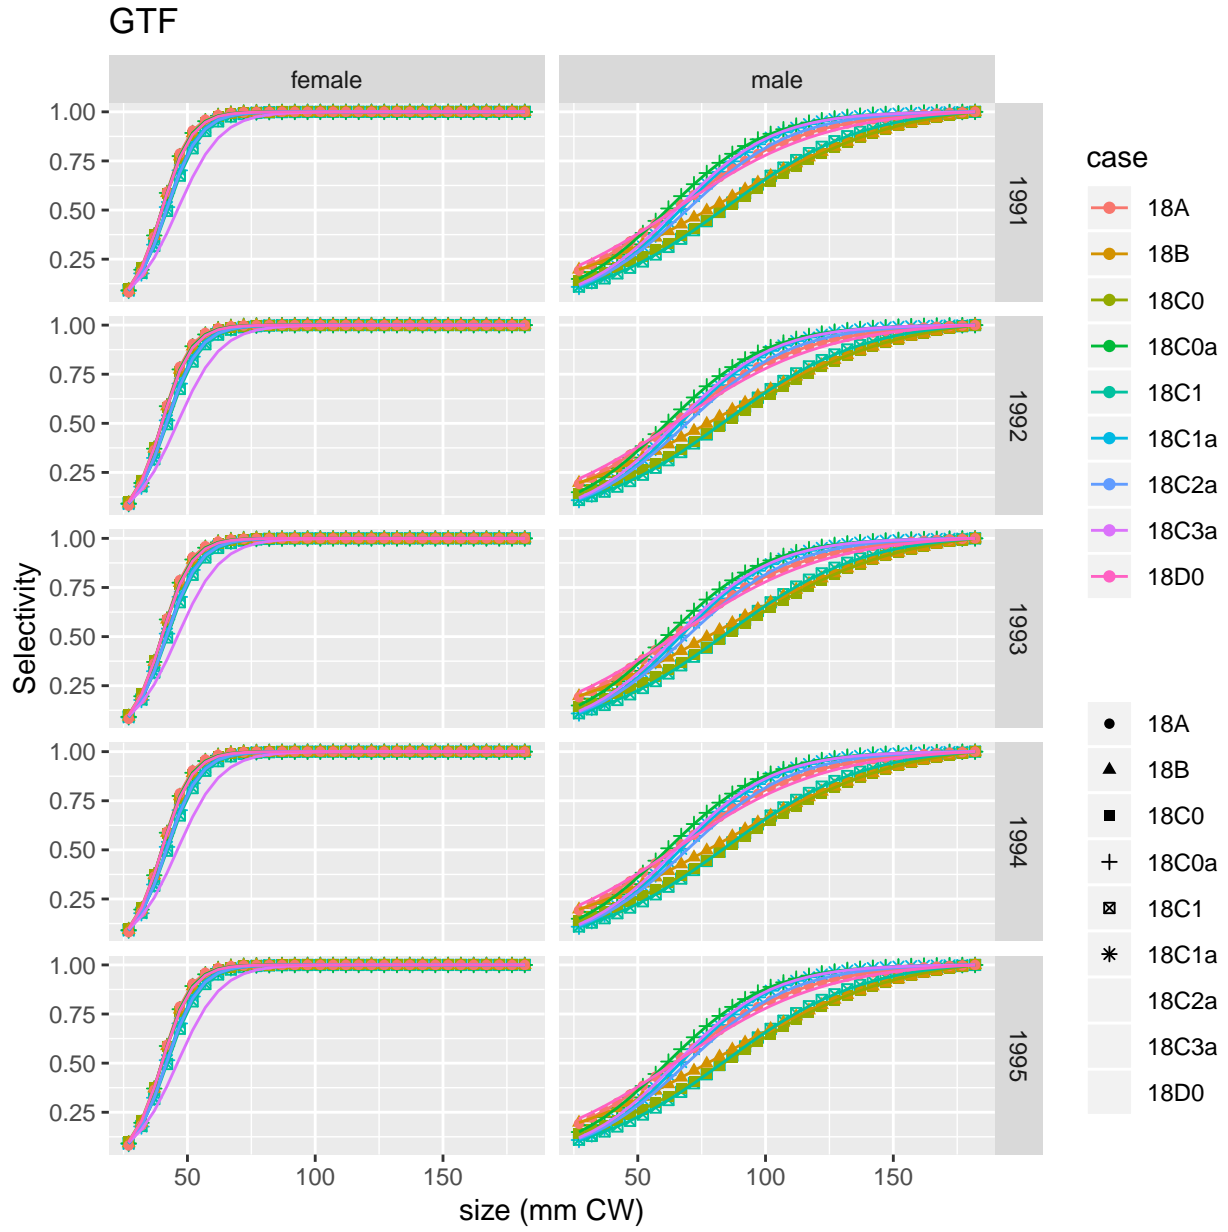 GTF
female
male
1.00
0.75
0.50
0.25
1991
1.00
0.75
0.50
0.25
1992
1.00
0.75
0.50
0.25
1993
1.00
0.75
0.50
0.25
1994
1.00
0.75
0.50
0.25
1995
50
100
150
50
100
150
size (mm CW)
Selectivity
case
18A
18B
18C0
18C0a
18C1
18C1a
18C2a
18C3a
18D0
18A
18B
18C0
18C0a
18C1
18C1a
18C2a
18C3a
18D0